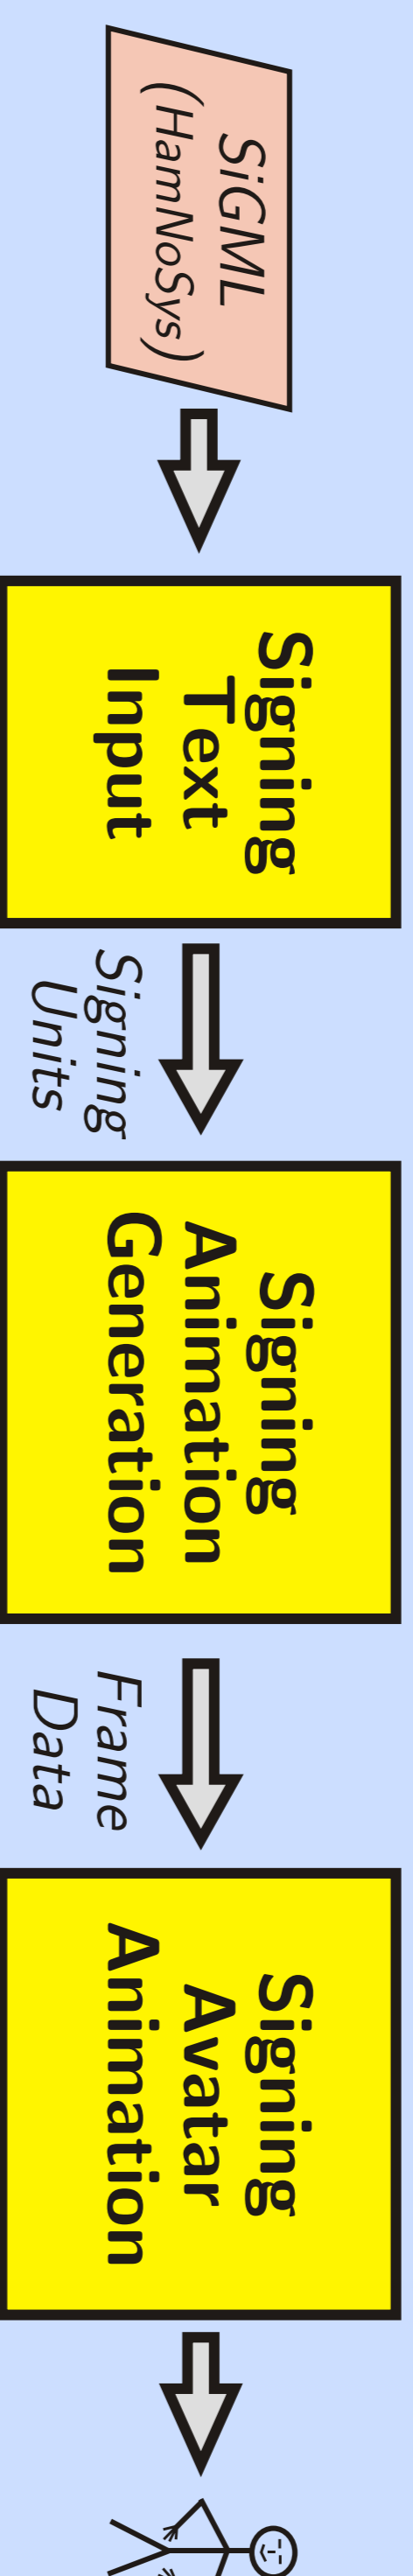 SiGML
(HamNoSys)
Signing
Text
Input
Signing
Units
Signing
Animation
Generation
Frame
Data
Signing
Avatar
Animation